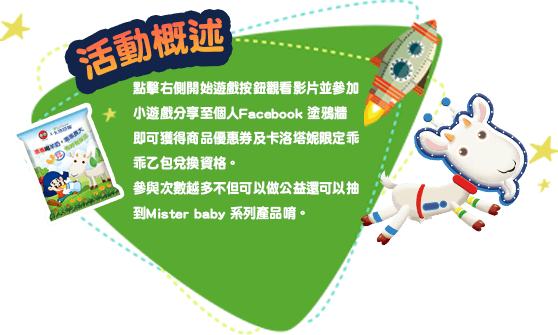 活動概述
點擊右側開始遊戲按鈕觀看影片並參加
小遊戲分享至個人Facebook 塗鴉牆
即可獲得商品優惠券及卡洛塔妮限定乖
乖乙包兌換資格。
參與次數越多不但可以做公益還可以抽
到Mister baby 系列產品唷。